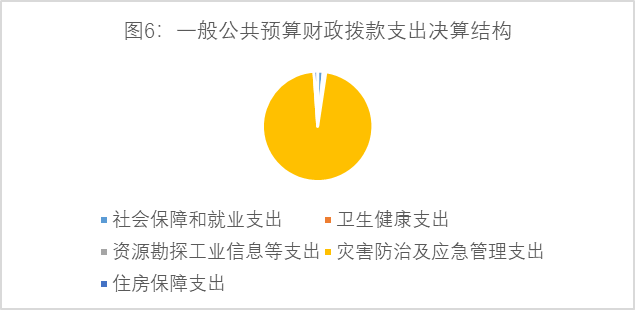 图6：一般公共预算财政拨款支出决算结构
社会保障和就业支出 卫生健康支出
资源勘探工业信息等支出 灾害防治及应急管理支出
住房保障支出